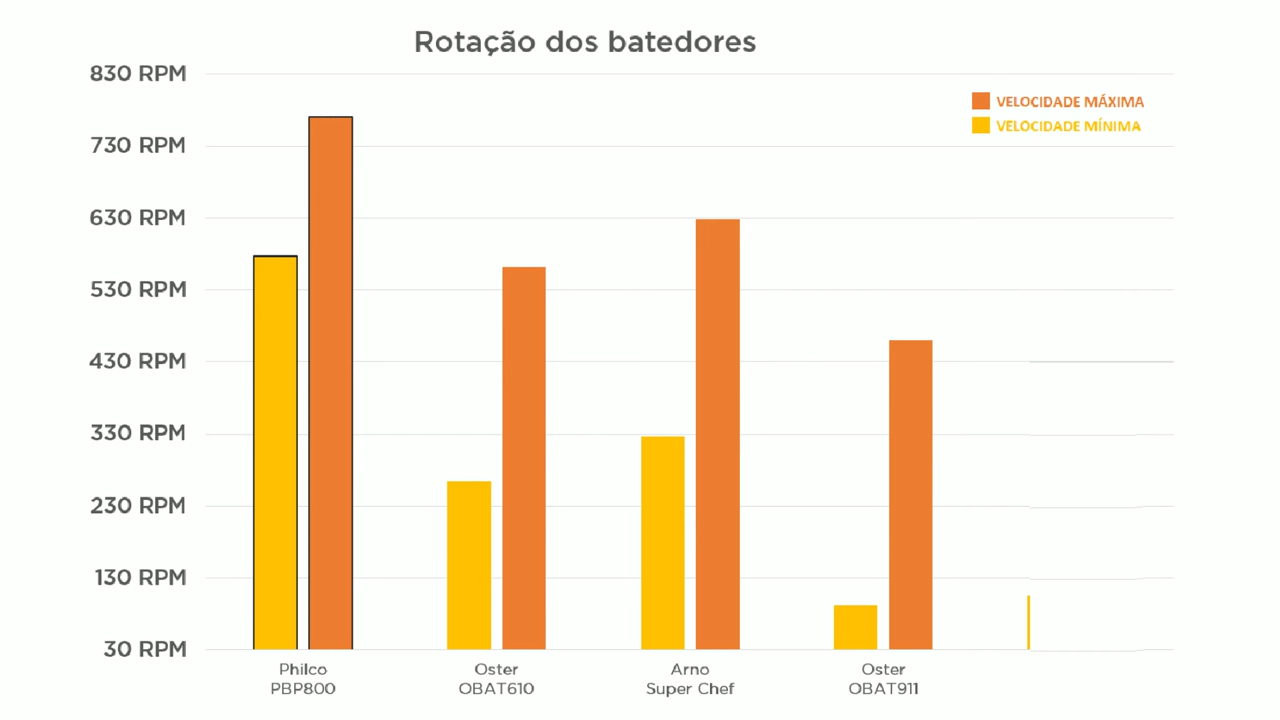 Rotação dos batedores
830 RPM
VELOCIDADE MÁXIMA
VELOCIDADE MÍNIMA
730 RPM
630 RPM
530 RPM
430 RPM
330 RPM
230 RPM
130 RPM
30 RPM
Philco
PBP800
Oster
OBAT610
Arno
Super Chef
Oster
OBAT911